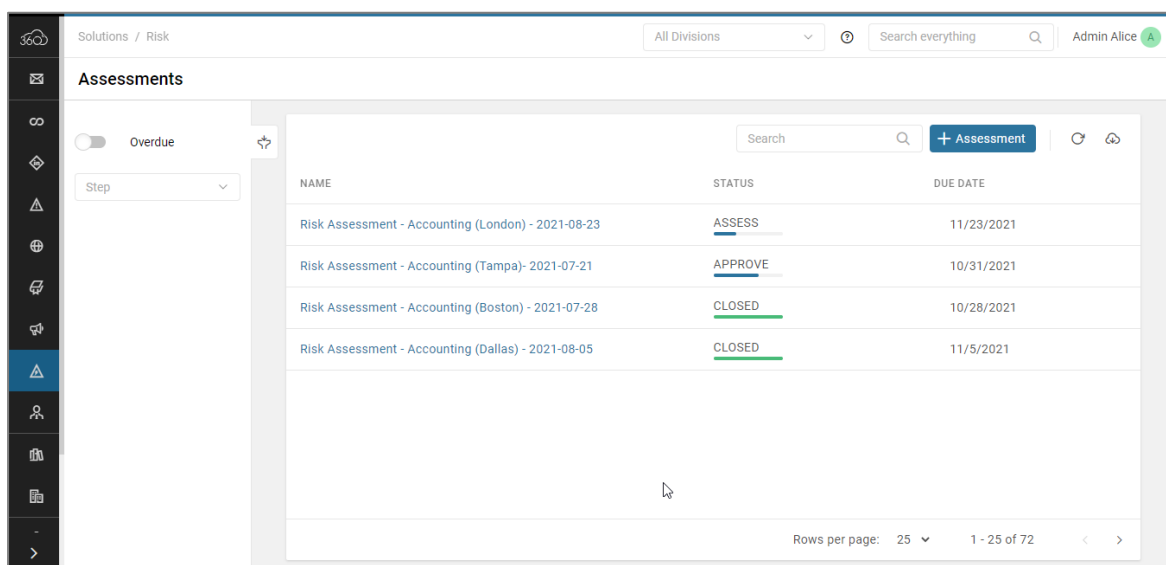 360
Solutions / Risk
All Divisions
Search everything
Admin Alice A
Assessments
Overdue
Step
Search
+ Assessment
NAME STATUS DUE DATE
Risk Assessment - Accounting (London) - 2021-08-23 ASSESS 11/23/2021
Risk Assessment - Accounting (Tampa)- 2021-07-21 APPROVE 10/31/2021
Risk Assessment - Accounting (Boston) - 2021-07-28 CLOSED 10/28/2021
Risk Assessment - Accounting (Dallas) - 2021-08-05 CLOSED 11/5/2021
Rows per page: 25 1 - 25 of 72